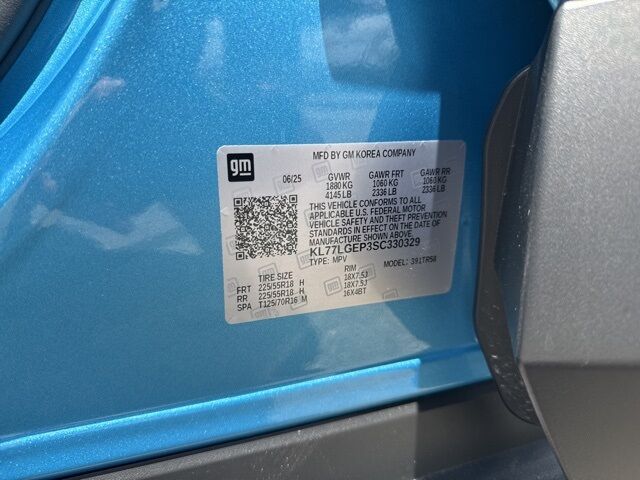 gm
MFD BY GM KOREA COMPANY
06/25 GVWR GAWR FRT GAWR RR
1880 KG 1060 KG 1060 KG
4145 LB 2336 LB 2336 LB
THIS VEHICLE CONFORMS TO ALL
APPLICABLE U.S. FEDERAL MOTOR
VEHICLE SAFETY AND THEFT PREVENTION
STANDARDS IN EFFECT ON THE DATE OF
MANUFACTURE SHOWN ABOVE.
KL77LGEP3SC330329
TYPE: MPV MODEL: 391TR58
TIRE SIZE RIM
FRT 225/55R18 H 18X7.5J
RR 225/55R18 H 18X7.5J
SPA T125/70R16 M 16X4BT